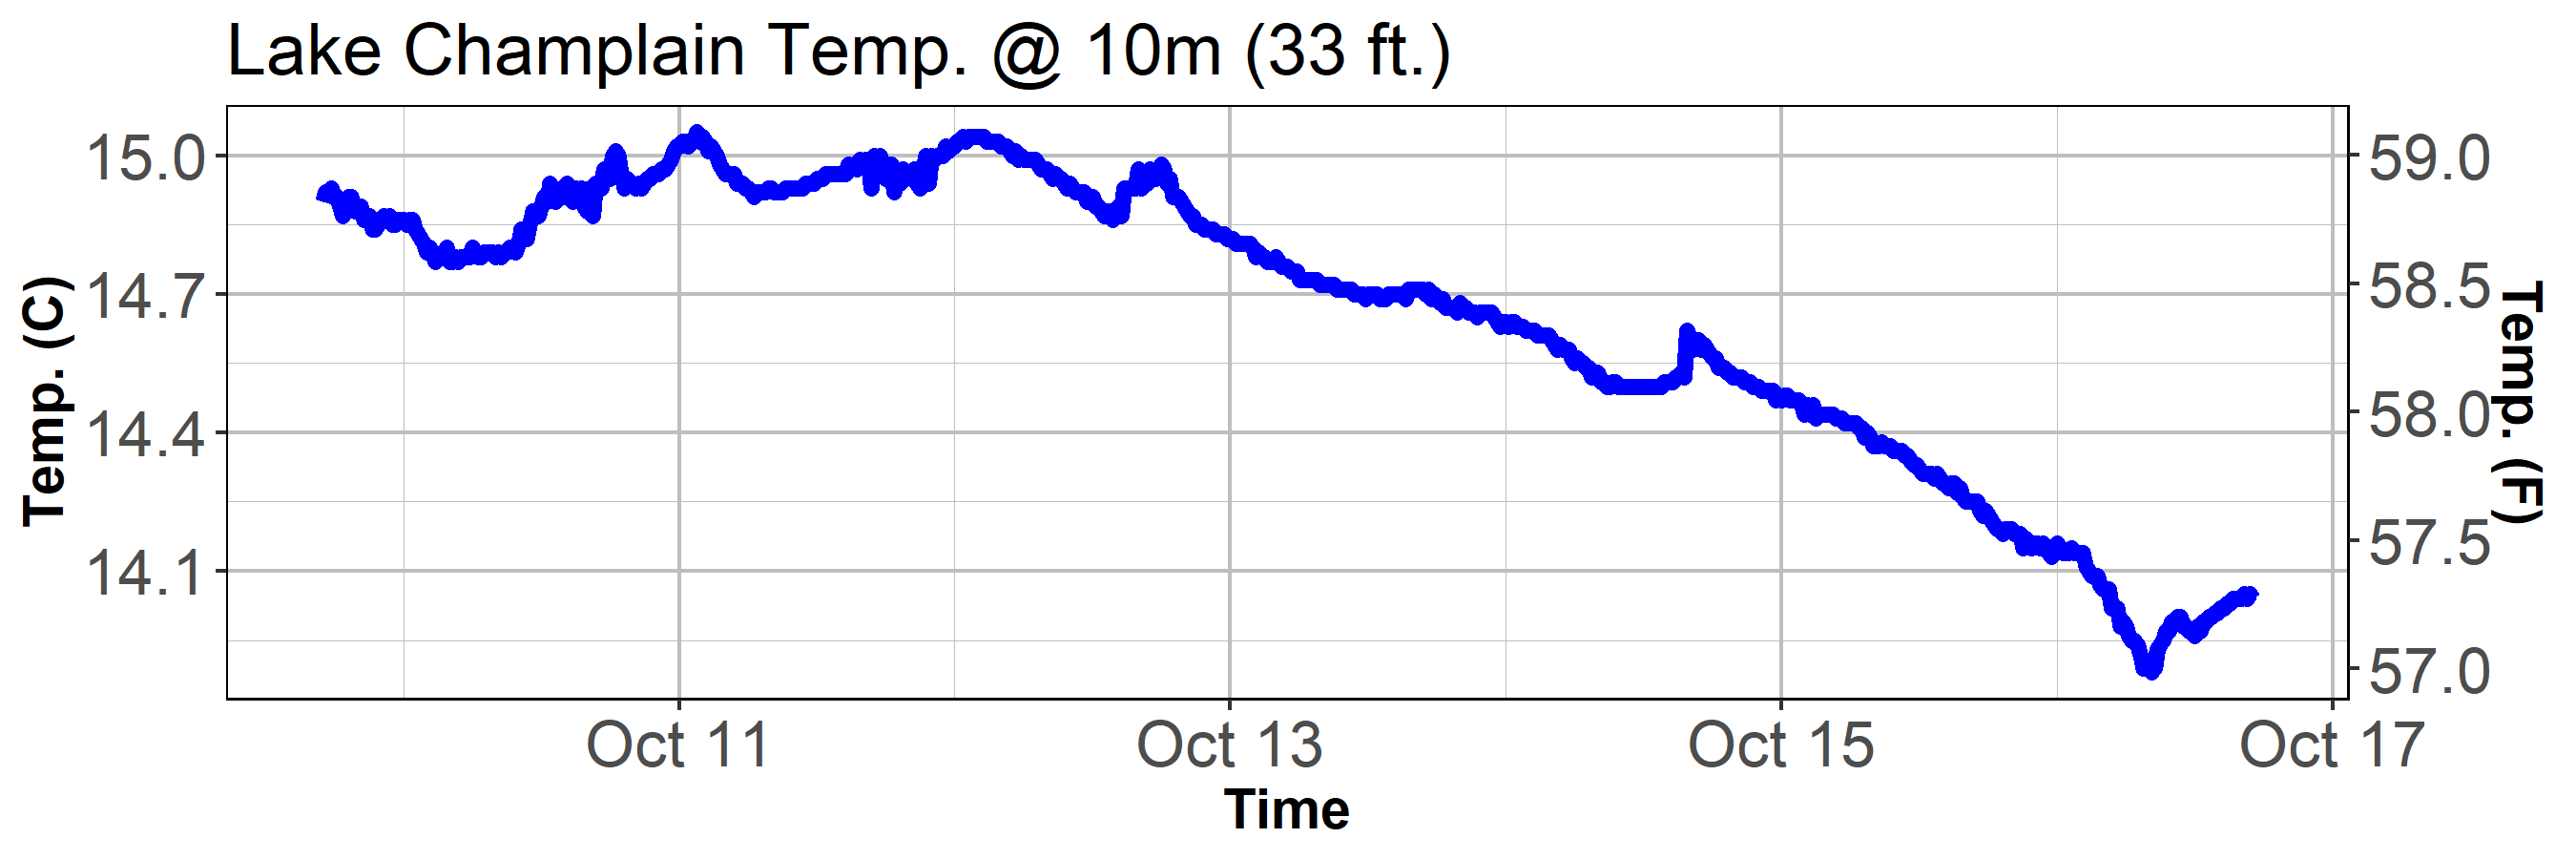 Lake Champlain Temp. @ 10m (33 ft.)
Temp. (C)
15.0
14.7
14.4
14.1
59.0
58.5
58.0
57.5
57.0
Temp. (F)
Oct 11
Oct 13
Oct 15
Oct 17
Time